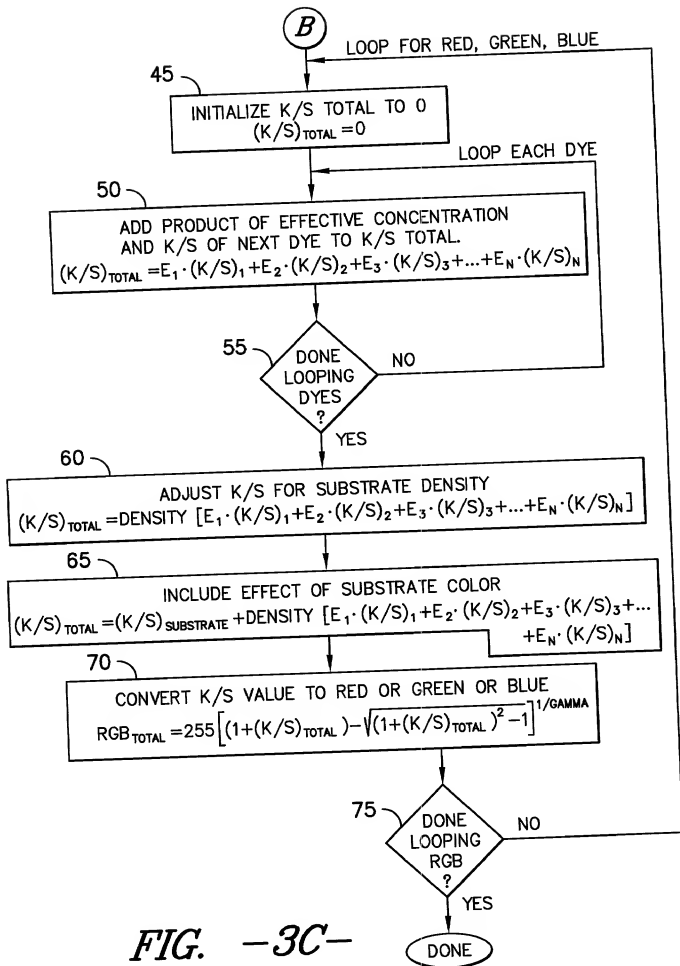 B
LOOP FOR RED, GREEN, BLUE
45
INITIALIZE K/S TOTAL TO 0
(K/S)TOTAL =0
LOOP EACH DYE
50
ADD PRODUCT OF EFFECTIVE CONCENTRATION
AND K/S OF NEXT DYE TO K/S TOTAL.
(K/S)TOTAL =E1·(K/S)1+E2·(K/S)2+E3·(K/S)3+...+EN·(K/S)N
55
DONE
LOOPING
DYES
?
NO
YES
60
ADJUST K/S FOR SUBSTRATE DENSITY
(K/S)TOTAL =DENSITY [E1·(K/S)1+E2·(K/S)2+E3·(K/S)3+...+EN·(K/S)N]
65
INCLUDE EFFECT OF SUBSTRATE COLOR
(K/S)TOTAL =(K/S)SUBSTRATE +DENSITY [E1·(K/S)1+E2·(K/S)2+E3·(K/S)3+...
+EN·(K/S)N]
70
CONVERT K/S VALUE TO RED OR GREEN OR BLUE
RGBTOTAL =255[(1+(K/S)TOTAL)-√(1+(K/S)TOTAL)²-1]1/GAMMA
75
DONE
LOOPING
RGB
?
NO
YES
DONE
FIG. -3C-